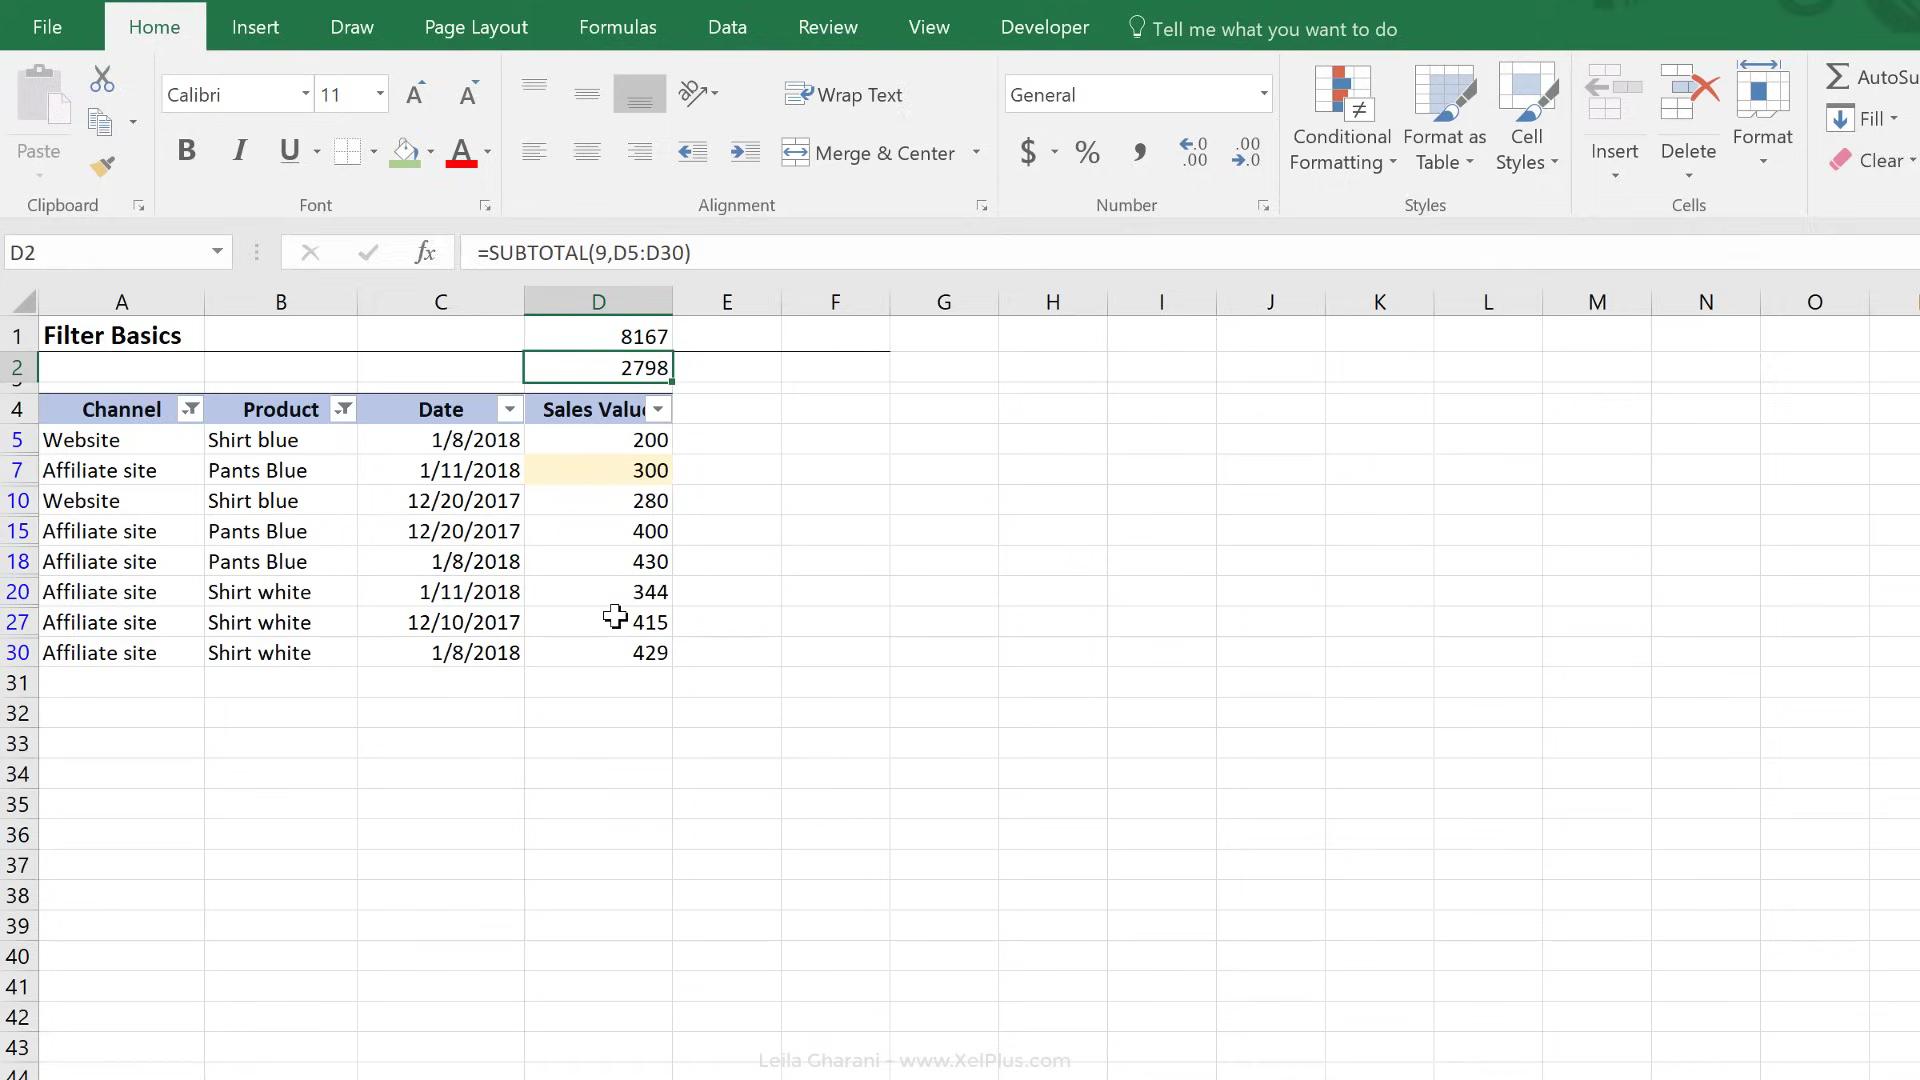 File Home Insert Draw Page Layout Formulas Data Review View Developer Tell me what you want to do
Paste
Clipboard
Calibri 11
B I U A
Font
Wrap Text
Merge & Center
Alignment
General
$ % , .0 .00 .00 .0
Number
Conditional Formatting
Format as Table
Cell Styles
Styles
Insert Delete Format
Cells
Σ AutoSu
Fill
Clear
D2 fx =SUBTOTAL(9,D5:D30)
A B C D E F G H I J K L M N O
1 Filter Basics 8167
2 2798
4 Channel Product Date Sales Valu
5 Website Shirt blue 1/8/2018 200
7 Affiliate site Pants Blue 1/11/2018 300
10 Website Shirt blue 12/20/2017 280
15 Affiliate site Pants Blue 12/20/2017 400
18 Affiliate site Pants Blue 1/8/2018 430
20 Affiliate site Shirt white 1/11/2018 344
27 Affiliate site Shirt white 12/10/2017 415
30 Affiliate site Shirt white 1/8/2018 429
31
32
33
34
35
36
37
38
39
40
41
42
43
44
Leila Gharani - www.XelPlus.com